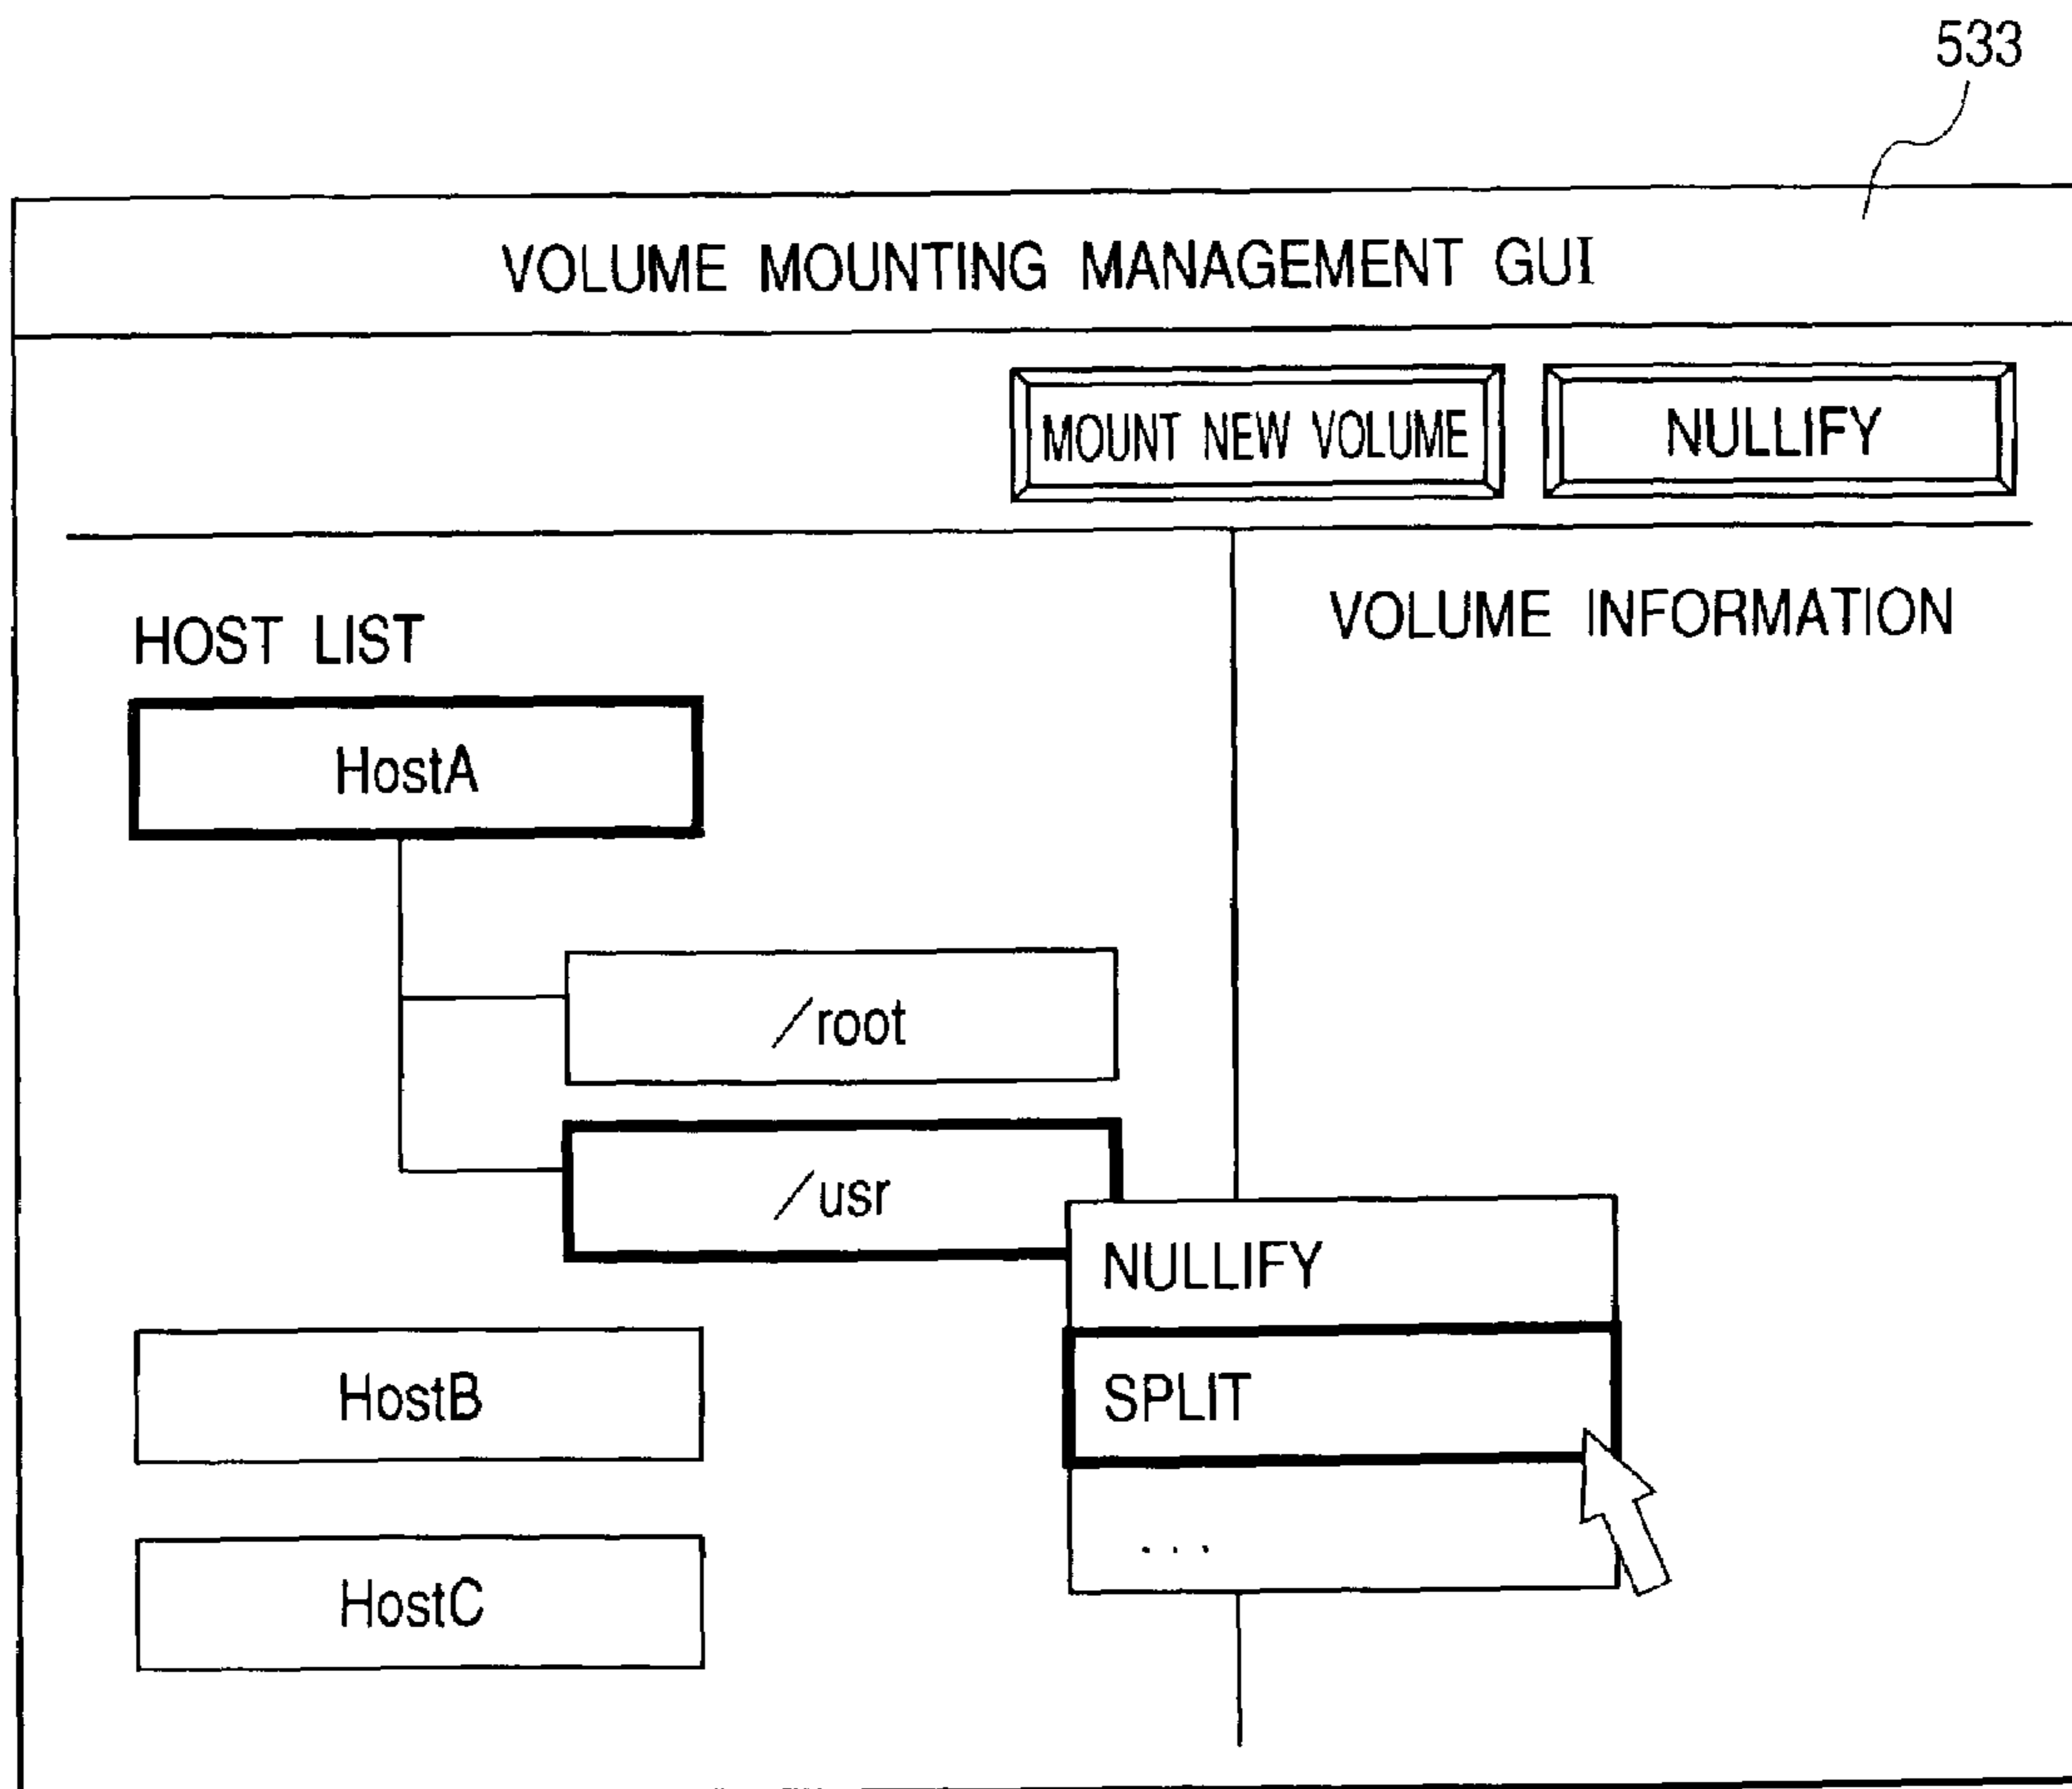 533
VOLUME MOUNTING MANAGEMENT GUI
MOUNT NEW VOLUME
NULLIFY
HOST LIST
VOLUME INFORMATION
HostA
/root
/usr
NULLIFY
SPLIT
...
HostB
HostC